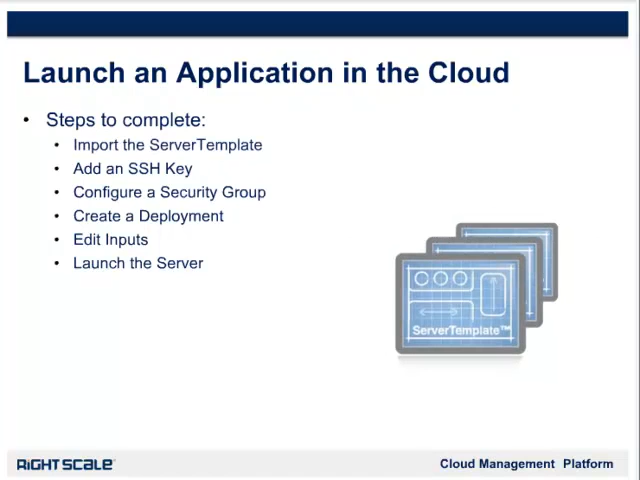 Launch an Application in the Cloud
• Steps to complete:
• Import the ServerTemplate
• Add an SSH Key
• Configure a Security Group
• Create a Deployment
• Edit Inputs
• Launch the Server
ServerTemplate™
RIGHTSCALE
Cloud Management Platform